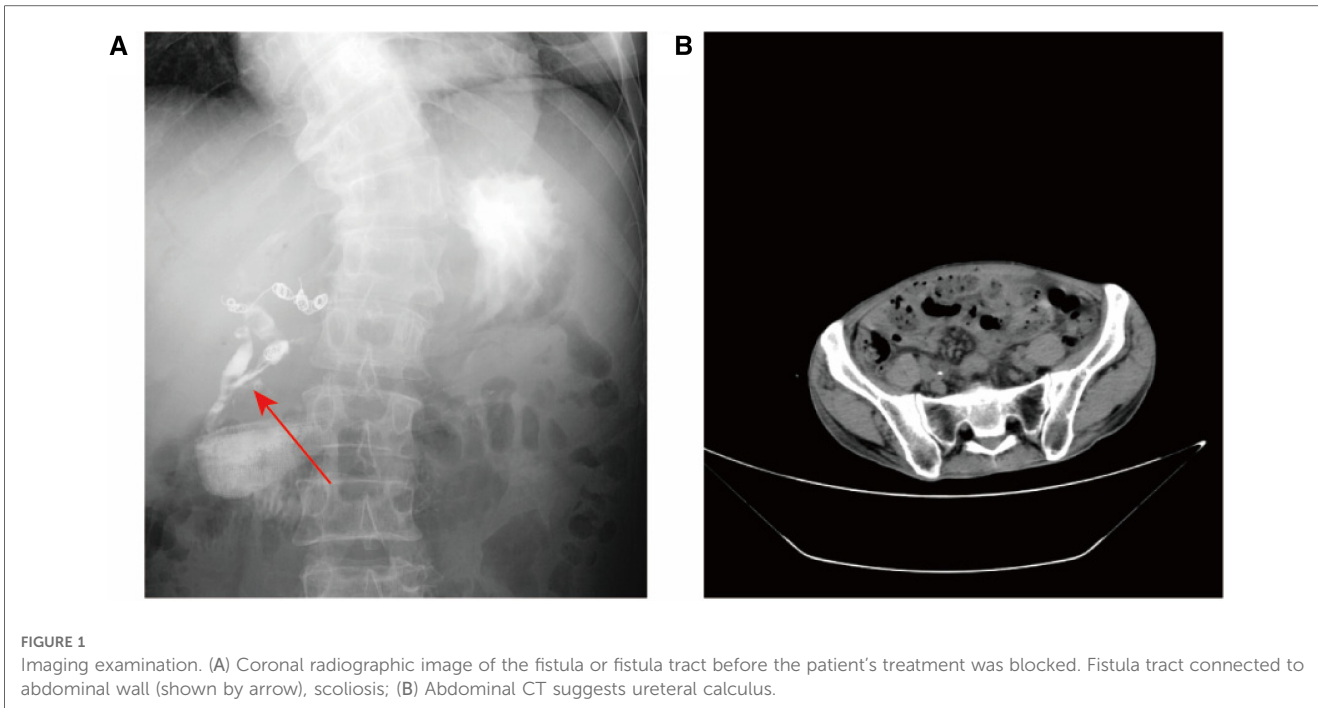 A
B
FIGURE 1
Imaging examination. (A) Coronal radiographic image of the fistula or fistula tract before the patient's treatment was blocked. Fistula tract connected to
abdominal wall (shown by arrow), scoliosis; (B) Abdominal CT suggests ureteral calculus.